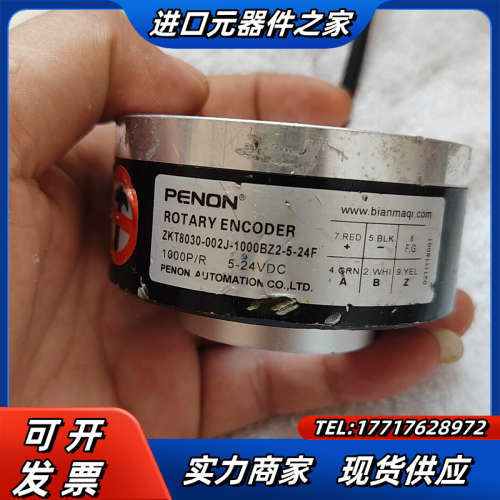 进口元器件之家
PENON®
ROTARY ENCODER
ZKT8030-002J-1000BZ2-5-24F
1000P/R 5-24VDC
PENON AUTOMATION CO.,LTD.
www.bianmaqi.com
7.RED 5.BLK 8
+ - F.G
4.GRN 2.WHI 9.YEL
A B Z
TEL:17717628972
可开
发票
实力商家 现货供应